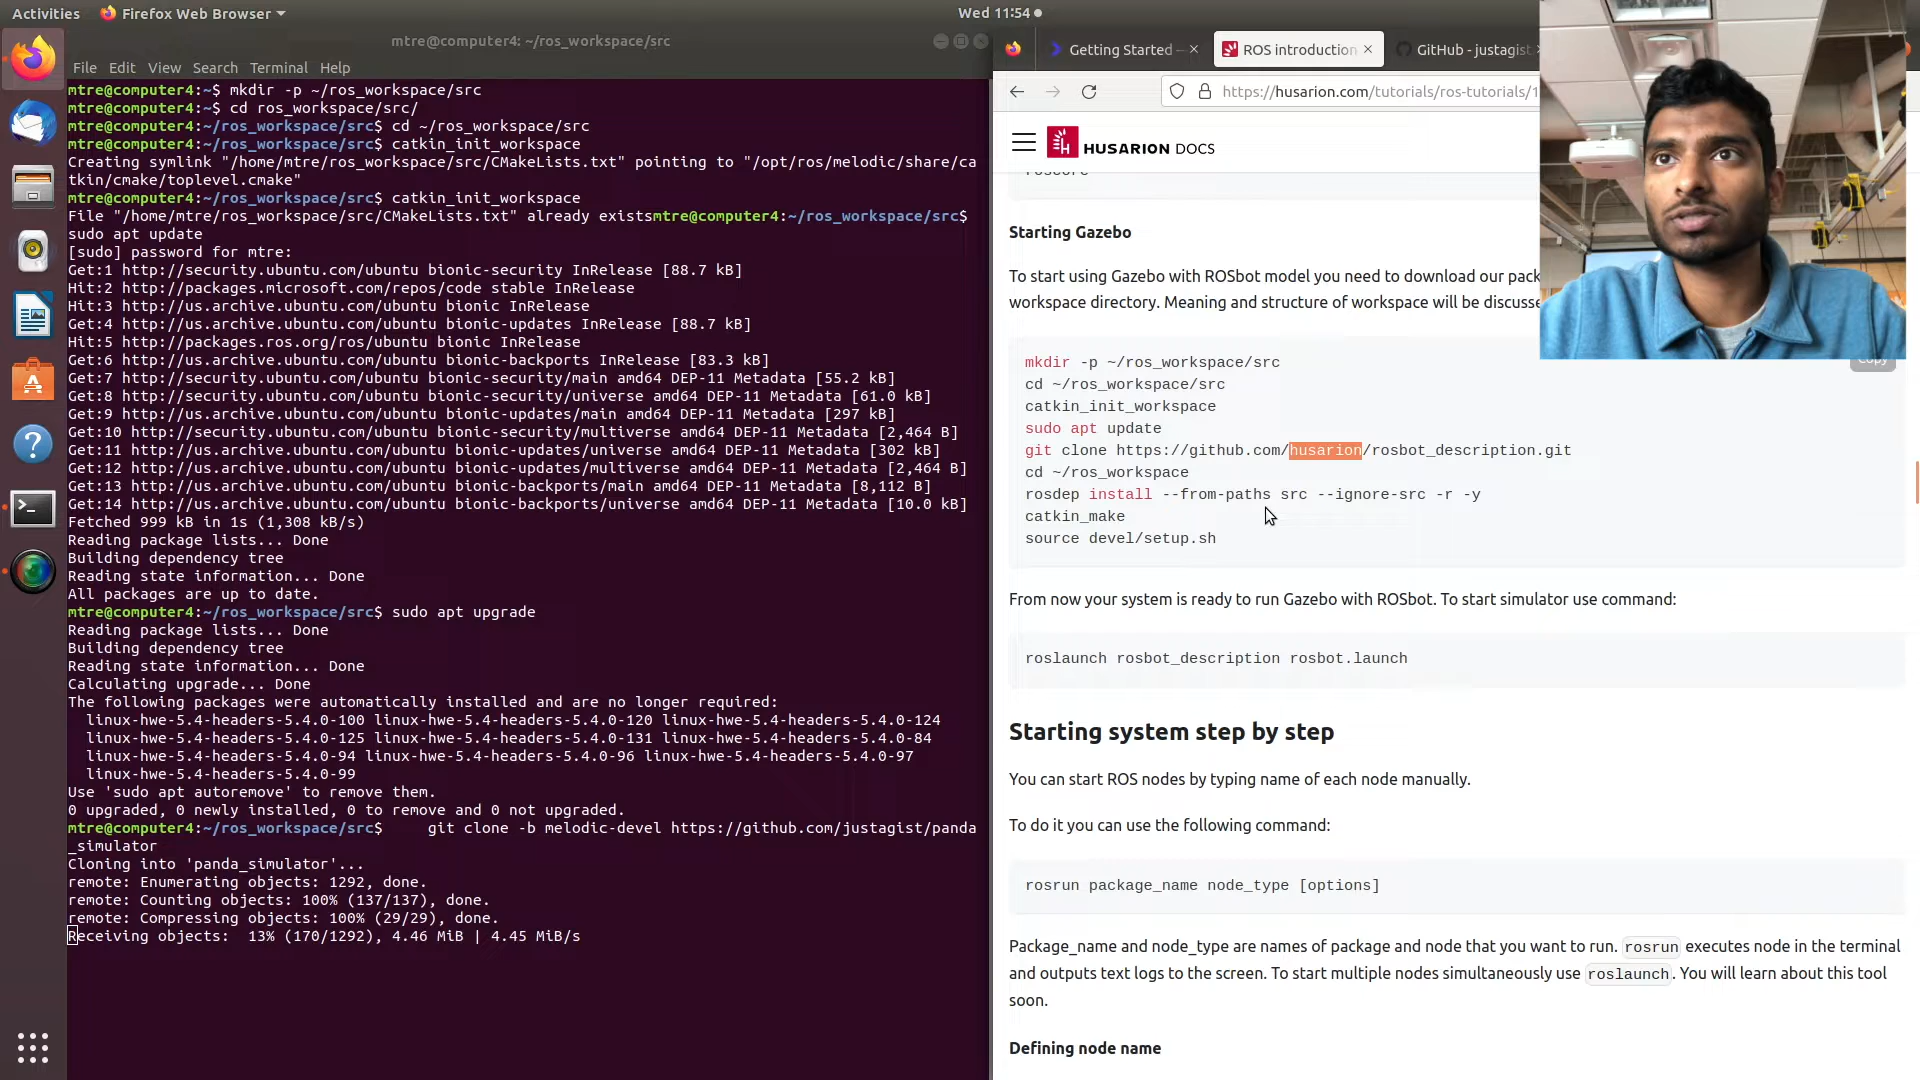 Activities
Firefox Web Browser
Wed 11:54
mtre@computer4: ~/ros_workspace/src
File Edit View Search Terminal Help
mtre@computer4:~$ mkdir -p ~/ros_workspace/src
mtre@computer4:~$ cd ros_workspace/src/
mtre@computer4:~/ros_workspace/src$ cd ~/ros_workspace/src
mtre@computer4:~/ros_workspace/src$ catkin_init_workspace
Creating symlink "/home/mtre/ros_workspace/src/CMakeLists.txt" pointing to "/opt/ros/melodic/share/ca
tkin/cmake/toplevel.cmake"
mtre@computer4:~/ros_workspace/src$ catkin_init_workspace
File "/home/mtre/ros_workspace/src/CMakeLists.txt" already existsmtre@computer4:~/ros_workspace/src$
sudo apt update
[sudo] password for mtre:
Get:1 http://security.ubuntu.com/ubuntu bionic-security InRelease [88.7 kB]
Hit:2 http://packages.microsoft.com/repos/code stable InRelease
Hit:3 http://us.archive.ubuntu.com/ubuntu bionic InRelease
Get:4 http://us.archive.ubuntu.com/ubuntu bionic-updates InRelease [88.7 kB]
Hit:5 http://packages.ros.org/ros/ubuntu bionic InRelease
Get:6 http://us.archive.ubuntu.com/ubuntu bionic-backports InRelease [83.3 kB]
Get:7 http://security.ubuntu.com/ubuntu bionic-security/main amd64 DEP-11 Metadata [55.2 kB]
Get:8 http://security.ubuntu.com/ubuntu bionic-security/universe amd64 DEP-11 Metadata [61.0 kB]
Get:9 http://us.archive.ubuntu.com/ubuntu bionic-updates/main amd64 DEP-11 Metadata [297 kB]
Get:10 http://security.ubuntu.com/ubuntu bionic-security/multiverse amd64 DEP-11 Metadata [2,464 B]
Get:11 http://us.archive.ubuntu.com/ubuntu bionic-updates/universe amd64 DEP-11 Metadata [302 kB]
Get:12 http://us.archive.ubuntu.com/ubuntu bionic-updates/multiverse amd64 DEP-11 Metadata [2,464 B]
Get:13 http://us.archive.ubuntu.com/ubuntu bionic-backports/main amd64 DEP-11 Metadata [8,112 B]
Get:14 http://us.archive.ubuntu.com/ubuntu bionic-backports/universe amd64 DEP-11 Metadata [10.0 kB]
Fetched 999 kB in 1s (1,308 kB/s)
Reading package lists... Done
Building dependency tree
Reading state information... Done
All packages are up to date.
mtre@computer4:~/ros_workspace/src$ sudo apt upgrade
Reading package lists... Done
Building dependency tree
Reading state information... Done
Calculating upgrade... Done
The following packages were automatically installed and are no longer required:
linux-hwe-5.4-headers-5.4.0-100 linux-hwe-5.4-headers-5.4.0-120 linux-hwe-5.4-headers-5.4.0-124
linux-hwe-5.4-headers-5.4.0-125 linux-hwe-5.4-headers-5.4.0-131 linux-hwe-5.4-headers-5.4.0-84
linux-hwe-5.4-headers-5.4.0-94 linux-hwe-5.4-headers-5.4.0-96 linux-hwe-5.4-headers-5.4.0-97
linux-hwe-5.4-headers-5.4.0-99
Use 'sudo apt autoremove' to remove them.
0 upgraded, 0 newly installed, 0 to remove and 0 not upgraded.
mtre@computer4:~/ros_workspace/src$ git clone -b melodic-devel https://github.com/justagist/panda
_simulator
Cloning into 'panda_simulator'...
remote: Enumerating objects: 1292, done.
remote: Counting objects: 100% (137/137), done.
remote: Compressing objects: 100% (29/29), done.
Receiving objects: 13% (170/1292), 4.46 MiB | 4.45 MiB/s
Getting Started –
ROS introduction
GitHub - justagist
https://husarion.com/tutorials/ros-tutorials/1
HUSARION DOCS
roscore
Starting Gazebo
To start using Gazebo with ROSbot model you need to download our pack
workspace directory. Meaning and structure of workspace will be discusse
Copy
mkdir -p ~/ros_workspace/src
cd ~/ros_workspace/src
catkin_init_workspace
sudo apt update
git clone https://github.com/husarion/rosbot_description.git
cd ~/ros_workspace
rosdep install --from-paths src --ignore-src -r -y
catkin_make
source devel/setup.sh
From now your system is ready to run Gazebo with ROSbot. To start simulator use command:
roslaunch rosbot_description rosbot.launch
Starting system step by step
You can start ROS nodes by typing name of each node manually.
To do it you can use the following command:
rosrun package_name node_type [options]
Package_name and node_type are names of package and node that you want to run. rosrun executes node in the terminal
and outputs text logs to the screen. To start multiple nodes simultaneously use roslaunch. You will learn about this tool
soon.
Defining node name